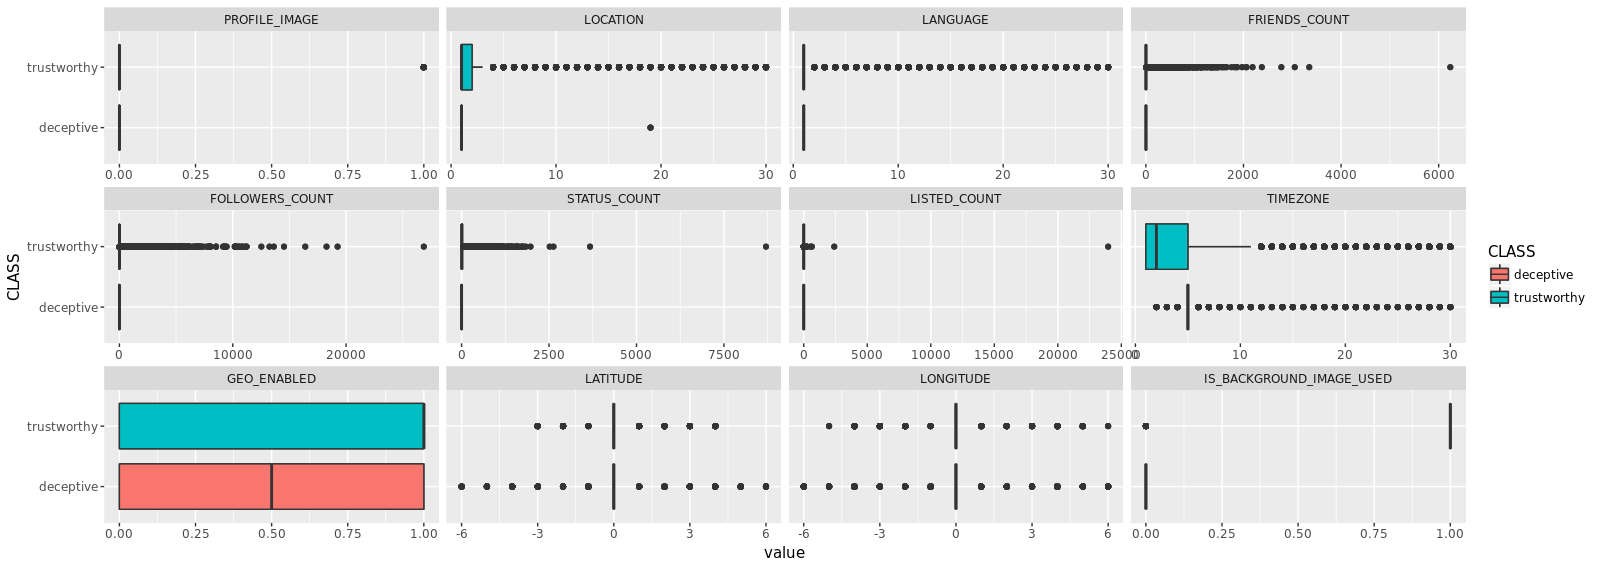 PROFILE_IMAGE LOCATION LANGUAGE FRIENDS_COUNT
trustworthy
deceptive
0.00 0.25 0.50 0.75 1.00 0 10 20 30 0 10 20 30 0 2000 4000 6000
FOLLOWERS_COUNT STATUS_COUNT LISTED_COUNT TIMEZONE
trustworthy
deceptive
0 10000 20000 0 2500 5000 7500 0 5000 10000 15000 20000 25000 0 10 20 30
GEO_ENABLED LATITUDE LONGITUDE IS_BACKGROUND_IMAGE_USED
trustworthy
deceptive
0.00 0.25 0.50 0.75 1.00 -6 -3 0 3 6 -6 -3 0 3 6 0.00 0.25 0.50 0.75 1.00
value
CLASS
CLASS
deceptive
trustworthy